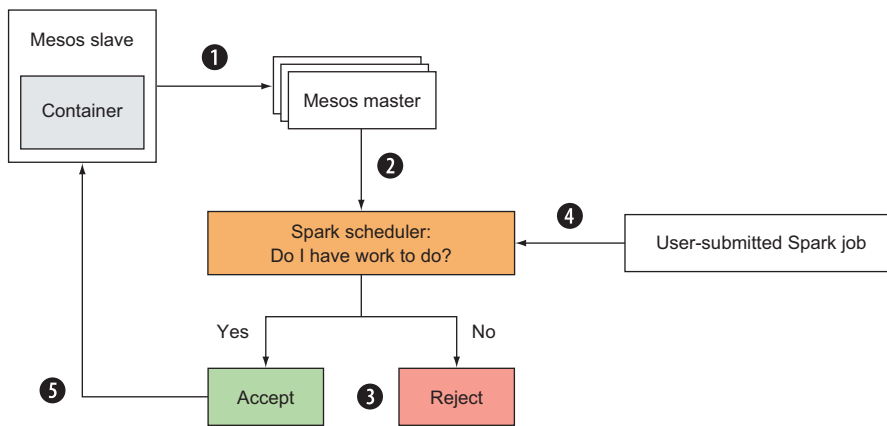 Mesos slave
Container
1
Mesos master
2
Spark scheduler:
Do I have work to do?
4
User-submitted Spark job
Yes
No
5
Accept
3
Reject